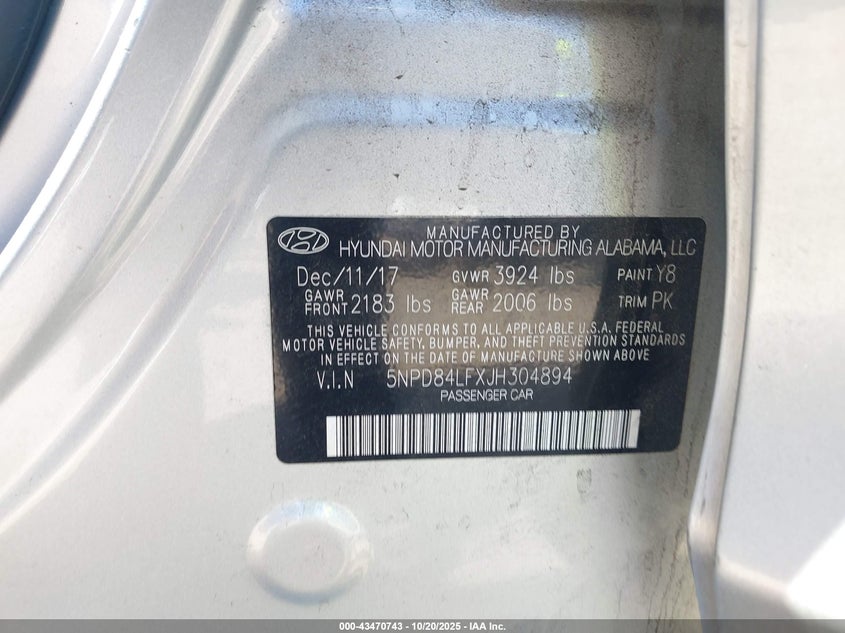 MANUFACTURED BY
HYUNDAI MOTOR MANUFACTURING ALABAMA, LLC
Dec/11/17 GVWR 3924 lbs PAINT Y8
GAWR FRONT 2183 lbs GAWR REAR 2006 lbs TRIM PK
THIS VEHICLE CONFORMS TO ALL APPLICABLE U.S.A. FEDERAL
MOTOR VEHICLE SAFETY, BUMPER, AND THEFT PREVENTION STANDARDS
IN EFFECT ON THE DATE OF MANUFACTURE SHOWN ABOVE
V.I.N 5NPD84LFXJH304894
PASSENGER CAR
000-43470743 - 10/20/2025 - IAA Inc.